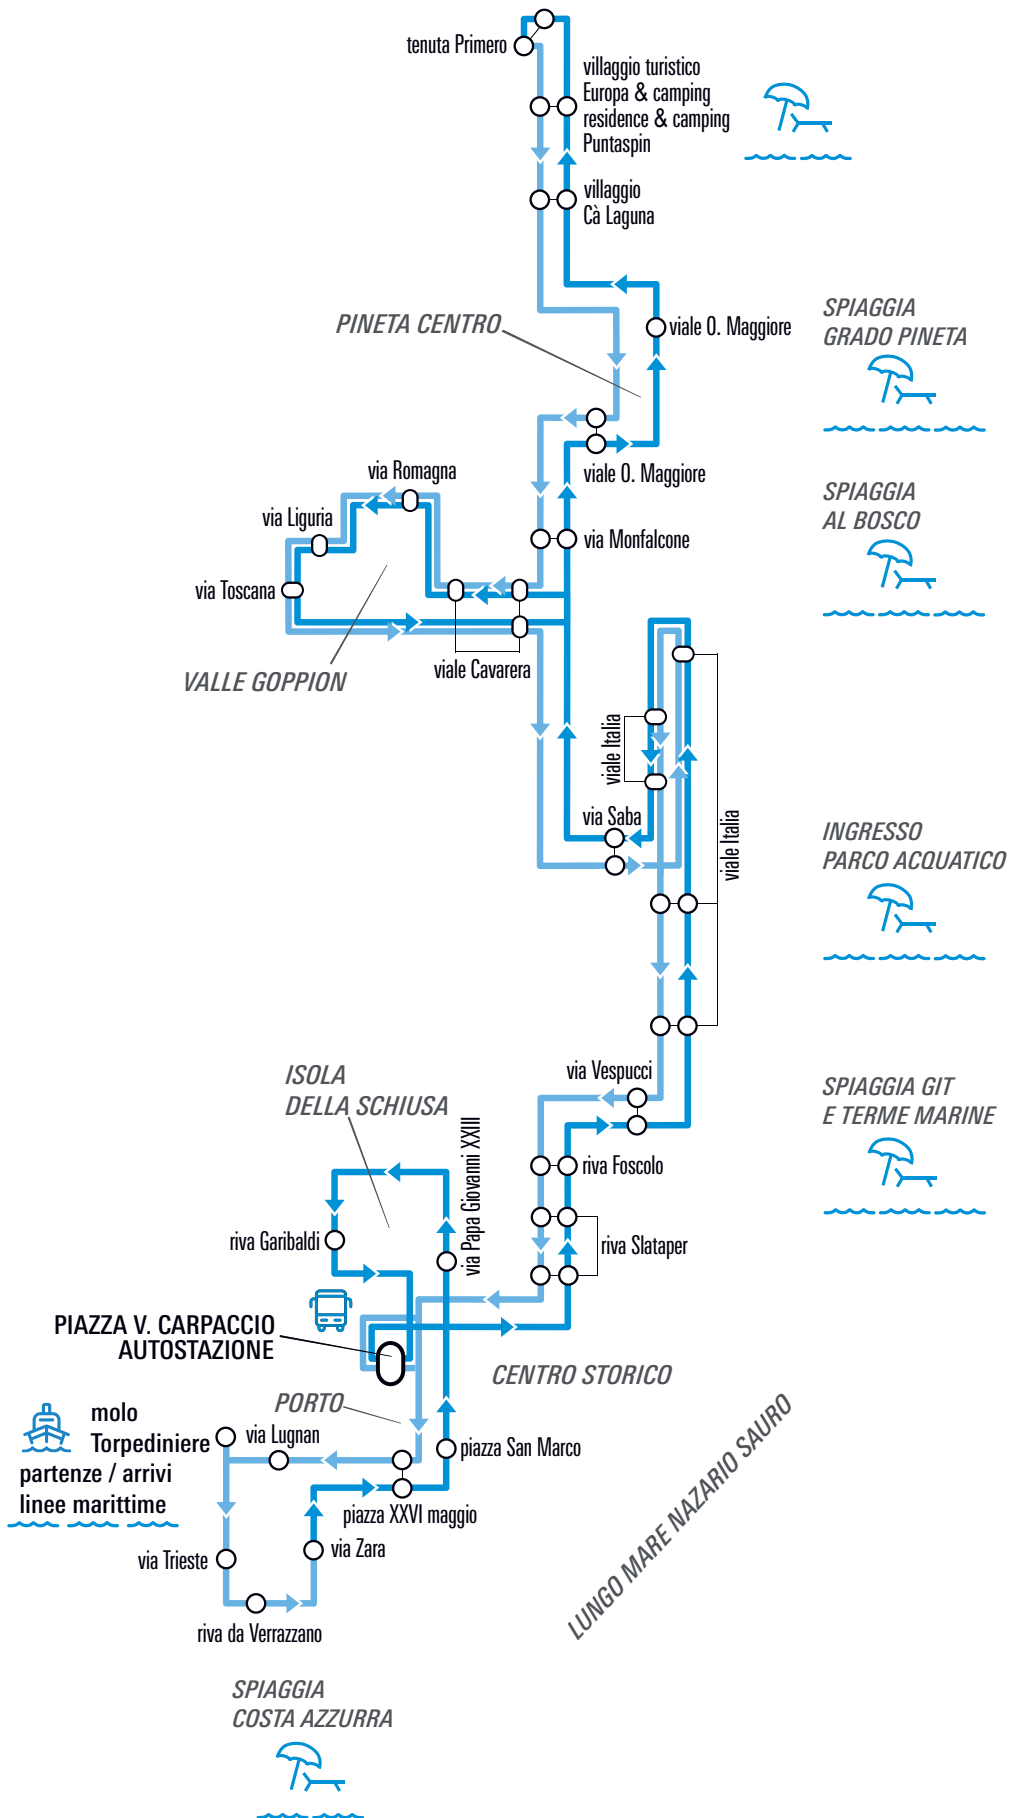 tenuta Primero
villaggio turistico
Europa & camping
residence & camping
Puntaspin
villaggio
Cà Laguna
PINETA CENTRO
viale O. Maggiore
SPIAGGIA
GRADO PINETA
viale O. Maggiore
via Romagna
via Liguria
via Toscana
via Monfalcone
SPIAGGIA
AL BOSCO
VALLE GOPPION
viale Cavarera
viale Italia
via Saba
viale Italia
INGRESSO
PARCO ACQUATICO
ISOLA
DELLA SCHIUSA
via Vespucci
SPIAGGIA GIT
E TERME MARINE
via Papa Giovanni XXIII
riva Foscolo
riva Garibaldi
riva Slataper
PIAZZA V. CARPACCIO
AUTOSTAZIONE
CENTRO STORICO
PORTO
molo
Torpediniere
partenze / arrivi
linee marittime
via Lugnan
piazza San Marco
piazza XXVI maggio
via Trieste
via Zara
riva da Verrazzano
LUNGO MARE NAZARIO SAURO
SPIAGGIA
COSTA AZZURRA